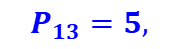 P₁₃ = 5,